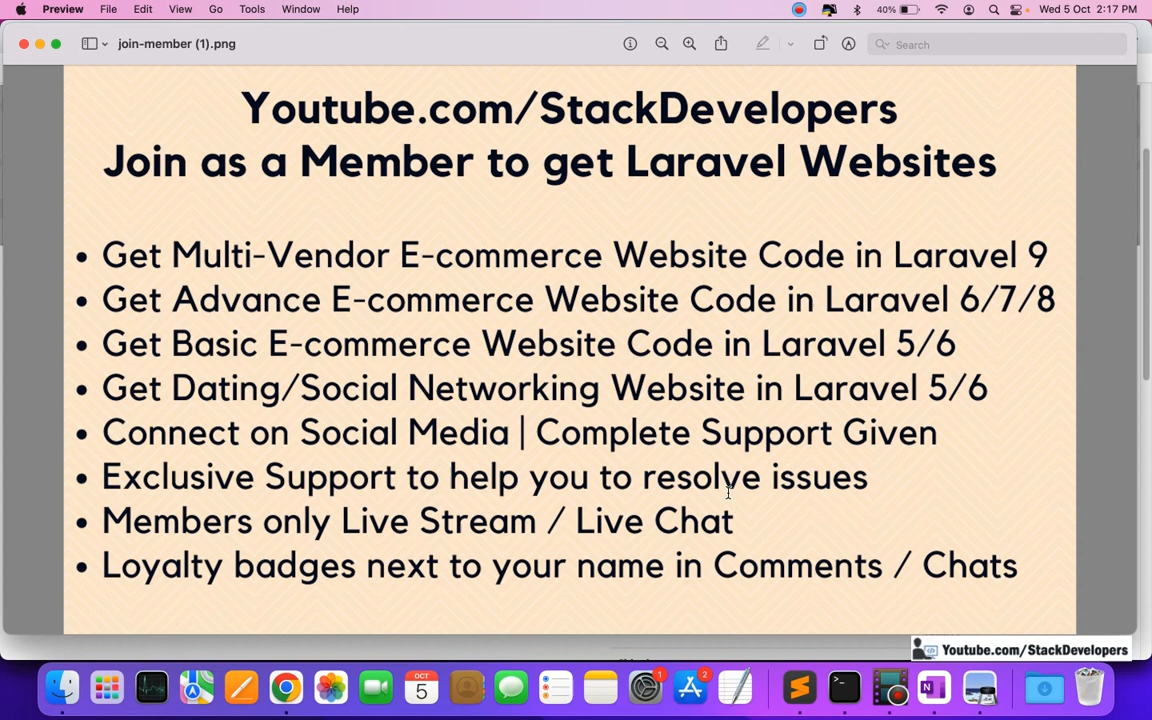 Preview File Edit View Go Tools Window Help 40% Wed 5 Oct 2:17 PM
join-member (1).png Search
Youtube.com/StackDevelopers
Join as a Member to get Laravel Websites
• Get Multi-Vendor E-commerce Website Code in Laravel 9
• Get Advance E-commerce Website Code in Laravel 6/7/8
• Get Basic E-commerce Website Code in Laravel 5/6
• Get Dating/Social Networking Website in Laravel 5/6
• Connect on Social Media | Complete Support Given
• Exclusive Support to help you to resolve issues
• Members only Live Stream / Live Chat
• Loyalty badges next to your name in Comments / Chats
Youtube.com/StackDevelopers
OCT
5
1
2